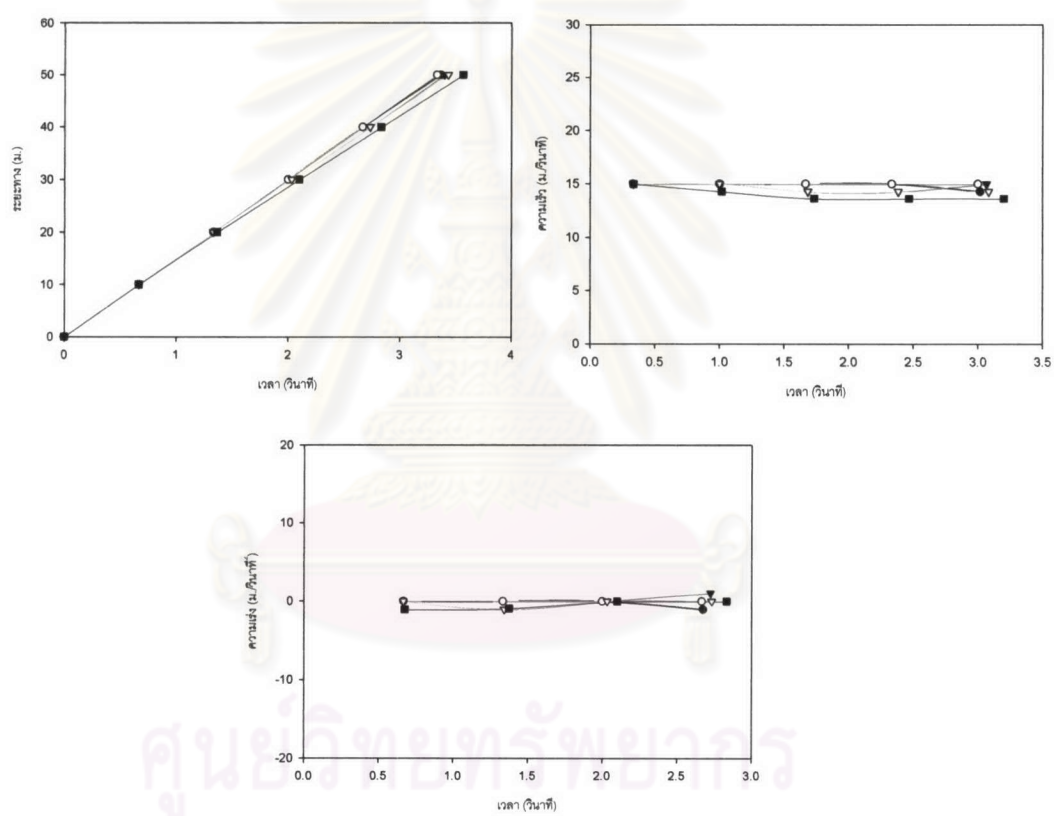 60
50
40
30
20
10
0
ระยะทาง (ม.)
0 1 2 3 4
เวลา (วินาที)
30
25
20
15
10
5
0
ความเร็ว (ม./วินาที)
0.0 0.5 1.0 1.5 2.0 2.5 3.0 3.5
เวลา (วินาที)
20
10
0
-10
-20
ความเร่ง (ม./วินาที²)
0.0 0.5 1.0 1.5 2.0 2.5 3.0
เวลา (วินาที)
ศูนย์วิทยทรัพยากร